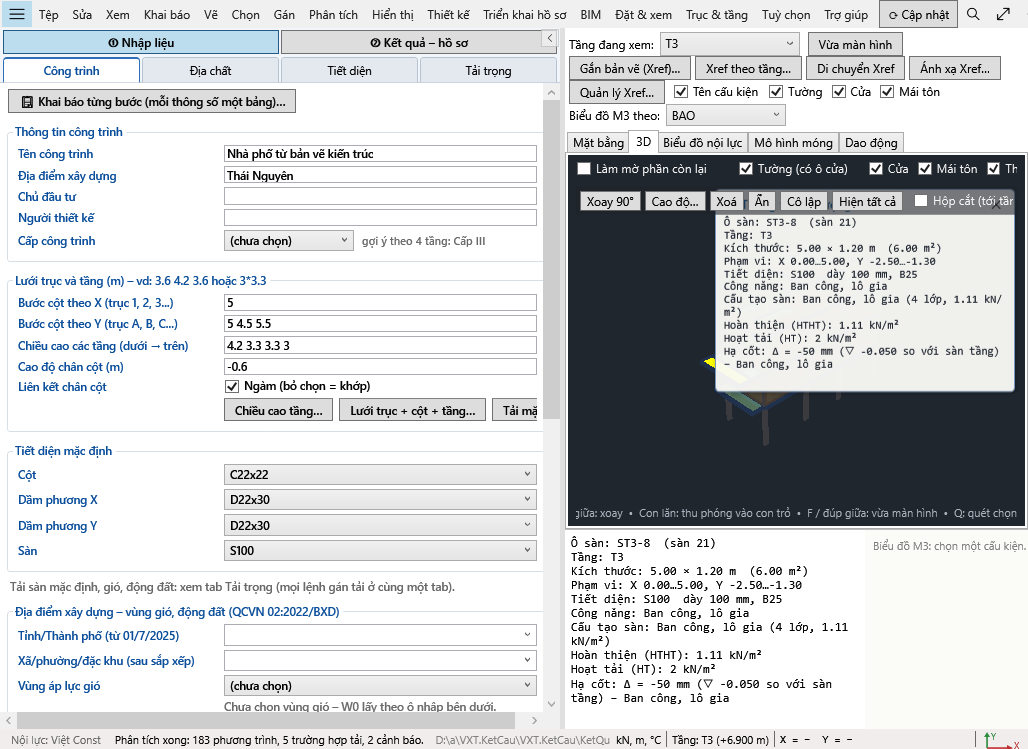 Tệp Sửa Xem Khai báo Vẽ Chọn Gán Phân tích Hiển thị Thiết kế Triển khai hồ sơ BIM Đặt & xem Trục & tầng Tuỳ chọn Trợ giúp ⟳ Cập nhật
① Nhập liệu ② Kết quả – hồ sơ
Công trình Địa chất Tiết diện Tải trọng
Khai báo từng bước (mỗi thông số một bảng)...
Thông tin công trình
Tên công trình Nhà phố từ bản vẽ kiến trúc
Địa điểm xây dựng Thái Nguyên
Chủ đầu tư
Người thiết kế
Cấp công trình (chưa chọn) gợi ý theo 4 tầng: Cấp III
Lưới trục và tầng (m) – vd: 3.6 4.2 3.6 hoặc 3*3.3
Bước cột theo X (trục 1, 2, 3...) 5
Bước cột theo Y (trục A, B, C...) 5 4.5 5.5
Chiều cao các tầng (dưới → trên) 4.2 3.3 3.3 3
Cao độ chân cột (m) -0.6
Liên kết chân cột Ngàm (bỏ chọn = khớp)
Chiều cao tầng... Lưới trục + cột + tầng... Tải mặ
Tiết diện mặc định
Cột C22x22
Dầm phương X D22x30
Dầm phương Y D22x30
Sàn S100
Tải sàn mặc định, gió, động đất: xem tab Tải trọng (mọi lệnh gán tải ở cùng một tab).
Địa điểm xây dựng – vùng gió, động đất (QCVN 02:2022/BXD)
Tỉnh/Thành phố (từ 01/7/2025)
Xã/phường/đặc khu (sau sắp xếp)
Vùng áp lực gió (chưa chọn)
Chưa chọn vùng gió – W0 lấy theo ô nhập bên dưới.
Tầng đang xem: T3 Vừa màn hình
Gắn bản vẽ (Xref)... Xref theo tầng... Di chuyển Xref Ánh xạ Xref...
Quản lý Xref... Tên cấu kiện Tường Cửa Mái tôn
Biểu đồ M3 theo: BAO
Mặt bằng 3D Biểu đồ nội lực Mô hình móng Dao động
Làm mờ phần còn lại Tường (có ô cửa) Cửa Mái tôn Th
Xoay 90° Cao độ... Xoá Ẩn Cô lập Hiện tất cả Hộp cắt (tới tần
Ô sàn: ST3-8 (sàn 21)
Tầng: T3
Kích thước: 5.00 × 1.20 m (6.00 m²)
Phạm vi: X 0.00…5.00, Y -2.50…-1.30
Tiết diện: S100 dày 100 mm, B25
Công năng: Ban công, lô gia
Cấu tạo sàn: Ban công, lô gia (4 lớp, 1.11 kN/
m²)
Hoàn thiện (HTHT): 1.11 kN/m²
Hoạt tải (HT): 2 kN/m²
Hạ cốt: Δ = -50 mm (▽ -0.050 so với sàn tầng)
– Ban công, lô gia
giữa: xoay • Con lăn: thu phóng vào con trỏ • F / đúp giữa: vừa màn hình • Q: quét chọn
Ô sàn: ST3-8 (sàn 21)
Tầng: T3
Kích thước: 5.00 × 1.20 m (6.00 m²)
Phạm vi: X 0.00…5.00, Y -2.50…-1.30
Tiết diện: S100 dày 100 mm, B25
Công năng: Ban công, lô gia
Cấu tạo sàn: Ban công, lô gia (4 lớp, 1.11
kN/m²)
Hoàn thiện (HTHT): 1.11 kN/m²
Hoạt tải (HT): 2 kN/m²
Hạ cốt: Δ = -50 mm (▽ -0.050 so với sàn
tầng) – Ban công, lô gia
Biểu đồ M3: chọn một cấu kiện.
Nội lực: Việt Const Phân tích xong: 183 phương trình, 5 trường hợp tải, 2 cảnh báo. D:\a\VXT.KetCau\VXT.KetCau\KetQu kN, m, °C Tầng: T3 (+6.900 m) X = – Y = – Y X